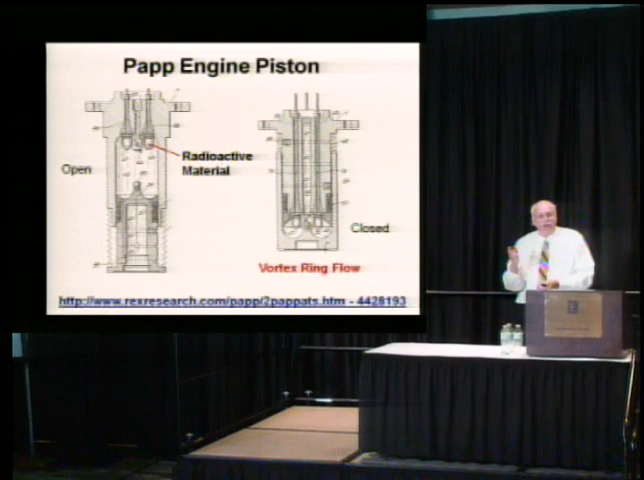 Papp Engine Piston
Open
Radioactive
Material
Closed
Vortex Ring Flow
http://www.rexresearch.com/papp/2pappats.htm - 4428193